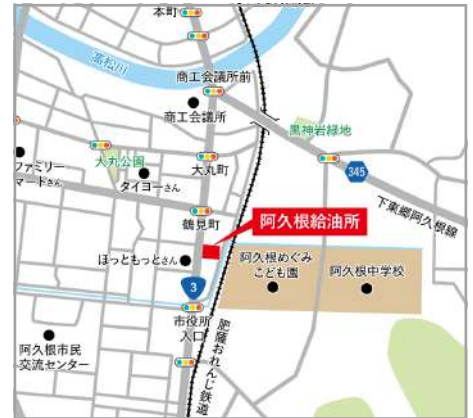 本町
高松川
商工会議所前
商工会議所
黒神岩緑地
345
大丸公園
大丸町
ファミリー
マートさん
タイヨーさん
下東郷阿久根線
阿久根給油所
鶴見町
ほっともっとさん
阿久根めぐみ
こども園
阿久根中学校
3
市役所
入口
肥薩おれんじ鉄道
阿久根市民
交流センター